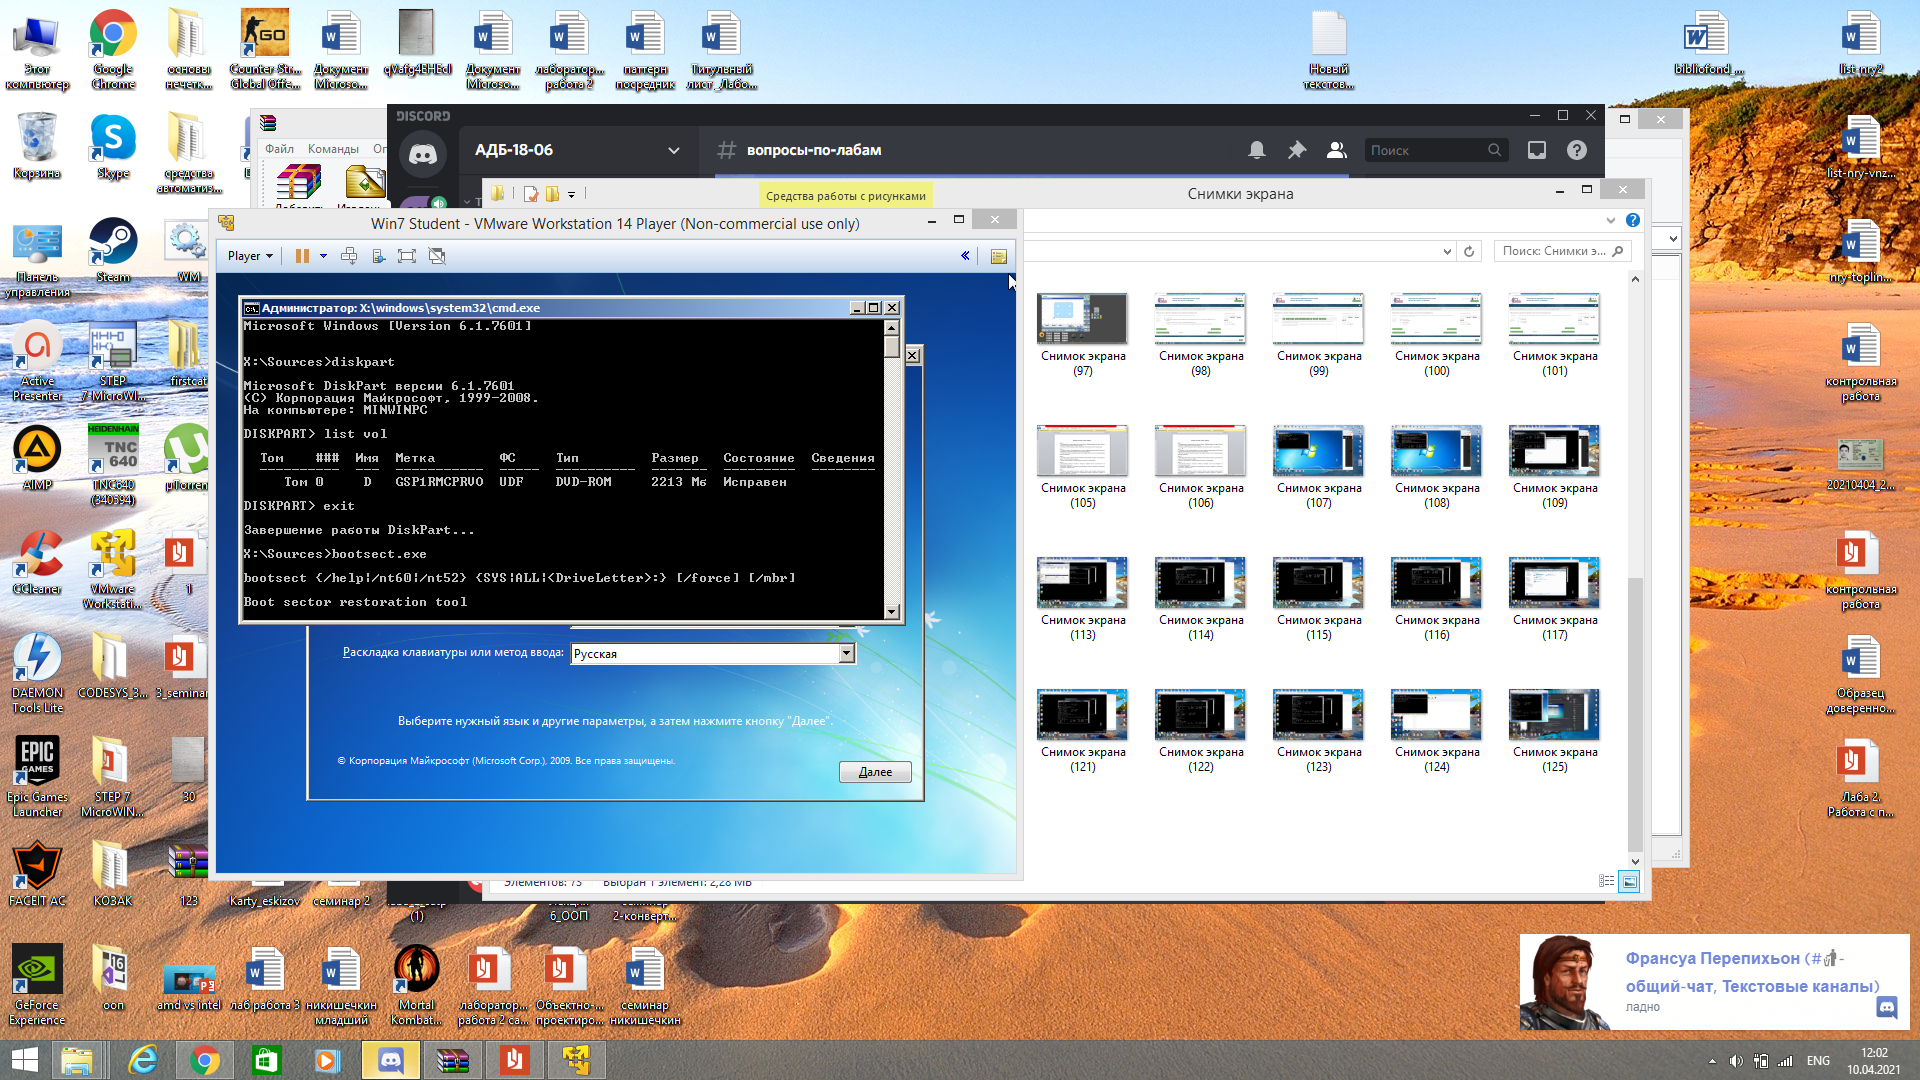 Этот
компьютер
Google
Chrome
основы
нечетк...
Counter-Str...
Global Offe...
Документ
Microso...
qVafg4EHEcI
Документ
Microso...
лаборатор...
работа 2
паттерн
посредник
Титульный
лист_Лабо...
Новый
текстов...
bibliofond_...
list-nry2
Корзина
Skype
средства
автоматиз...
list-nry-vnz...
Панель
управления
Steam
WM
nry-toplin...
Active
Presenter
STEP
7-MicroWI...
firstcat
контрольная
работа
AIMP
HEIDENHAIN
TNC
640
TNC640
(340594)
µTorren
20210404_2...
CCleaner
VMware
Workstati...
1
контрольная
работа
DAEMON
Tools Lite
CODESYS_3...
3_seminar
Образец
доверенно...
EPIC
GAMES
Epic Games
Launcher
STEP 7
MicroWIN...
30
Лаба 2,
Работа с п...
FACEIT AC
КОЗАК
123
Karty_eskizov
семинар 2
(1)
6_ООП
2-конверт...
GeForce
Experience
ооп
amd vs intel
лаб работа 3
никишечкин
младший
Mortal
Kombat...
лаборатор...
работа 2 са...
Объектно-...
проектиро...
семинар
никишечкин
Файл
Команды
Оп
DISCORD
АДБ-18-06
вопросы-по-лабам
Поиск
Средства работы с рисунками
Снимки экрана
Поиск: Снимки э...
Снимок экрана
(97)
Снимок экрана
(98)
Снимок экрана
(99)
Снимок экрана
(100)
Снимок экрана
(101)
Снимок экрана
(105)
Снимок экрана
(106)
Снимок экрана
(107)
Снимок экрана
(108)
Снимок экрана
(109)
Снимок экрана
(113)
Снимок экрана
(114)
Снимок экрана
(115)
Снимок экрана
(116)
Снимок экрана
(117)
Снимок экрана
(121)
Снимок экрана
(122)
Снимок экрана
(123)
Снимок экрана
(124)
Снимок экрана
(125)
Элементов: 73
Выбран 1 элемент: 2,28 МБ
Win7 Student - VMware Workstation 14 Player (Non-commercial use only)
Player
Администратор: X:\windows\system32\cmd.exe
Microsoft Windows [Version 6.1.7601]
X:\Sources>diskpart
Microsoft DiskPart версии 6.1.7601
(C) Корпорация Майкрософт, 1999-2008.
На компьютере: MINWINPC
DISKPART> list vol
Том ### Имя Метка ФС Тип Размер Состояние Сведения
Том 0 D GSP1RMCPRVO UDF DVD-ROM 2213 Мб Исправен
DISKPART> exit
Завершение работы DiskPart...
X:\Sources>bootsect.exe
bootsect {/help|/nt60|/nt52} {SYS|ALL|<DriveLetter>:} [/force] [/mbr]
Boot sector restoration tool
Раскладка клавиатуры или метод ввода:
Русская
Выберите нужный язык и другие параметры, а затем нажмите кнопку "Далее".
© Корпорация Майкрософт (Microsoft Corp.), 2009. Все права защищены.
Далее
Франсуа Перепихьон (#-
общий-чат, Текстовые каналы)
ладно
ENG
12:02
10.04.2021